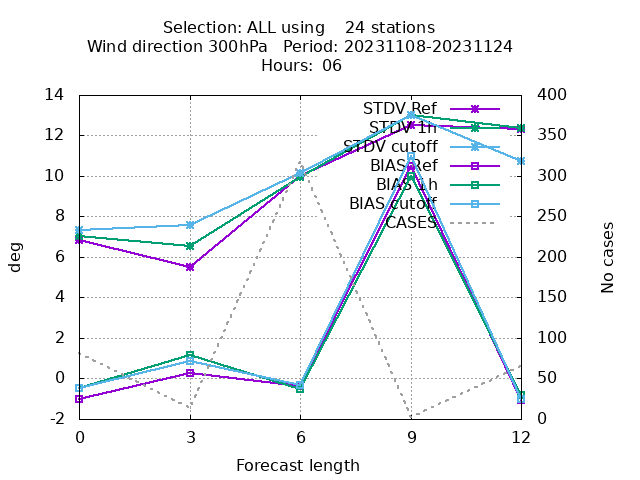 Selection: ALL using    24 stations
Wind direction 300hPa   Period: 20231108-20231124
Hours: 06
STDV Ref
STDV 1h
STDV cutoff
BIAS Ref
BIAS 1h
BIAS cutoff
CASES
14
12
10
8
6
4
2
0
-2
400
350
300
250
200
150
100
50
0
deg
No cases
0 3 6 9 12
Forecast length